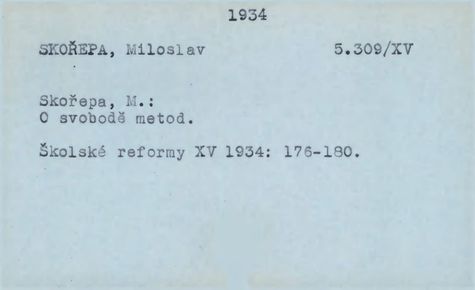 1934
SKOŘEPA, Miloslav 5.309/XV
Skořepa, M.:
O svobodě metod.
Školské reformy XV 1934: 176-180.